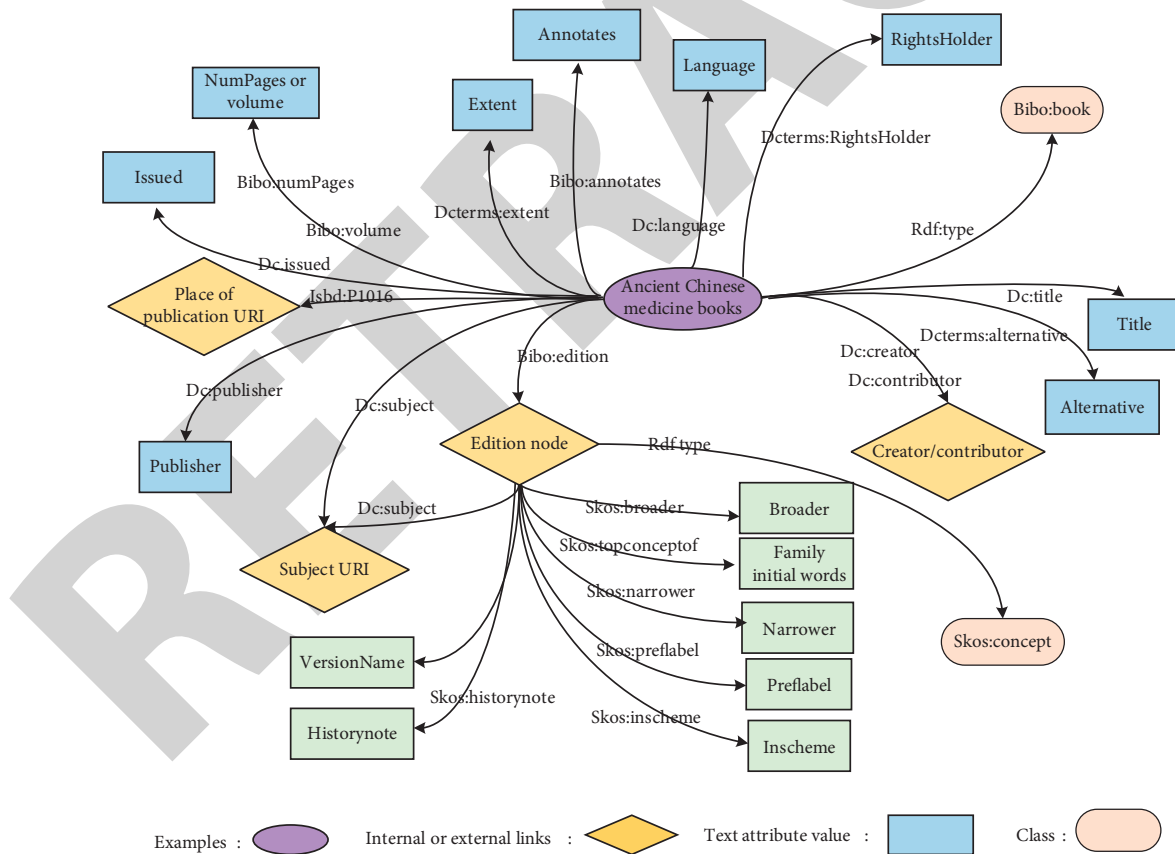 Annotates
RightsHolder
Language
NumPages or
volume
Extent
Bibo:book
Dcterms:RightsHolder
Issued
Bibo:numPages
Bibo:annotates
Dcterms:extent
Bibo:volume
Dc:language
Rdf:type
Dc.issued
Isbd:P1016
Place of
publication URI
Ancient Chinese
medicine books
Dc:title
Title
Dcterms:alternative
Bibo:edition
Dc:creator
Dc:contributor
Dc:publisher
Dc:subject
Alternative
Edition node
Rdf type
Creator/contributor
Publisher
Dc:subject
Skos:broader
Broader
Skos:topconceptof
Family
initial words
Subject URI
Skos:narrower
Narrower
Skos:concept
VersionName
Skos:preflabel
Preflabel
Skos:historynote
Skos:inscheme
Historynote
Inscheme
Examples :
Internal or external links :
Text attribute value :
Class :
RETRAC